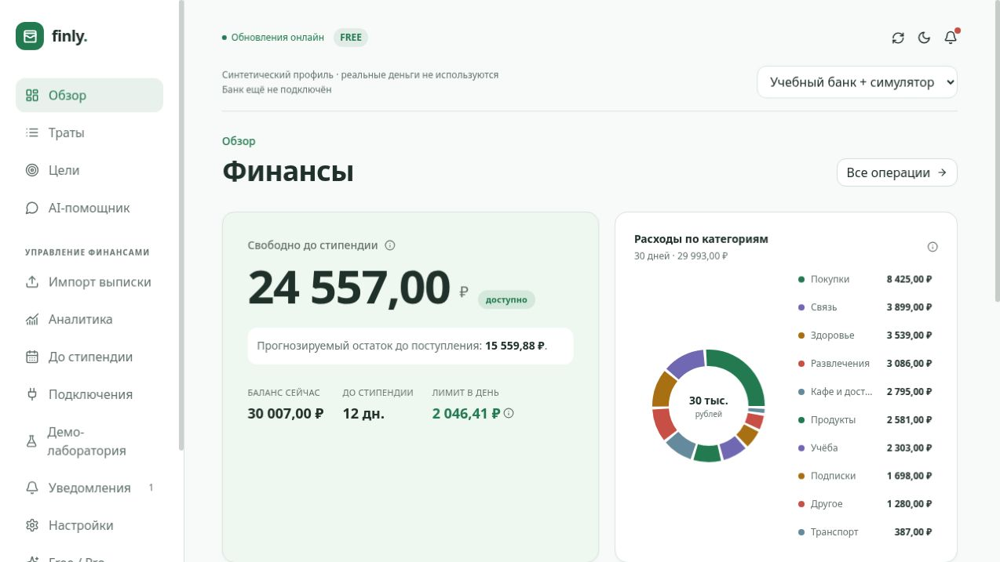 finly.
Обзор
Траты
Цели
AI-помощник
УПРАВЛЕНИЕ ФИНАНСАМИ
Импорт выписки
Аналитика
До стипендии
Подключения
Демо-
лаборатория
Уведомления 1
Настройки
Free / Pro
Обновления онлайн FREE
Синтетический профиль · реальные деньги не используются
Банк ещё не подключён
Учебный банк + симулятор
Обзор
Финансы
Все операции
Свободно до стипендии
24 557,00 ₽ доступно
Прогнозируемый остаток до поступления: 15 559,88 ₽.
БАЛАНС СЕЙЧАС ДО СТИПЕНДИИ ЛИМИТ В ДЕНЬ
30 007,00 ₽ 12 дн. 2 046,41 ₽
Расходы по категориям
30 дней · 29 993,00 ₽
30 тыс.
рублей
Покупки 8 425,00 ₽
Связь 3 899,00 ₽
Здоровье 3 539,00 ₽
Развлечения 3 086,00 ₽
Кафе и дост... 2 795,00 ₽
Продукты 2 581,00 ₽
Учёба 2 303,00 ₽
Подписки 1 698,00 ₽
Другое 1 280,00 ₽
Транспорт 387,00 ₽